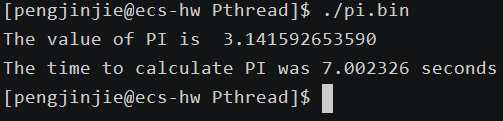 [pengjinjie@ecs-hw Pthread]$ ./pi.bin
The value of PI is  3.141592653590
The time to calculate PI was 7.002326 seconds
[pengjinjie@ecs-hw Pthread]$